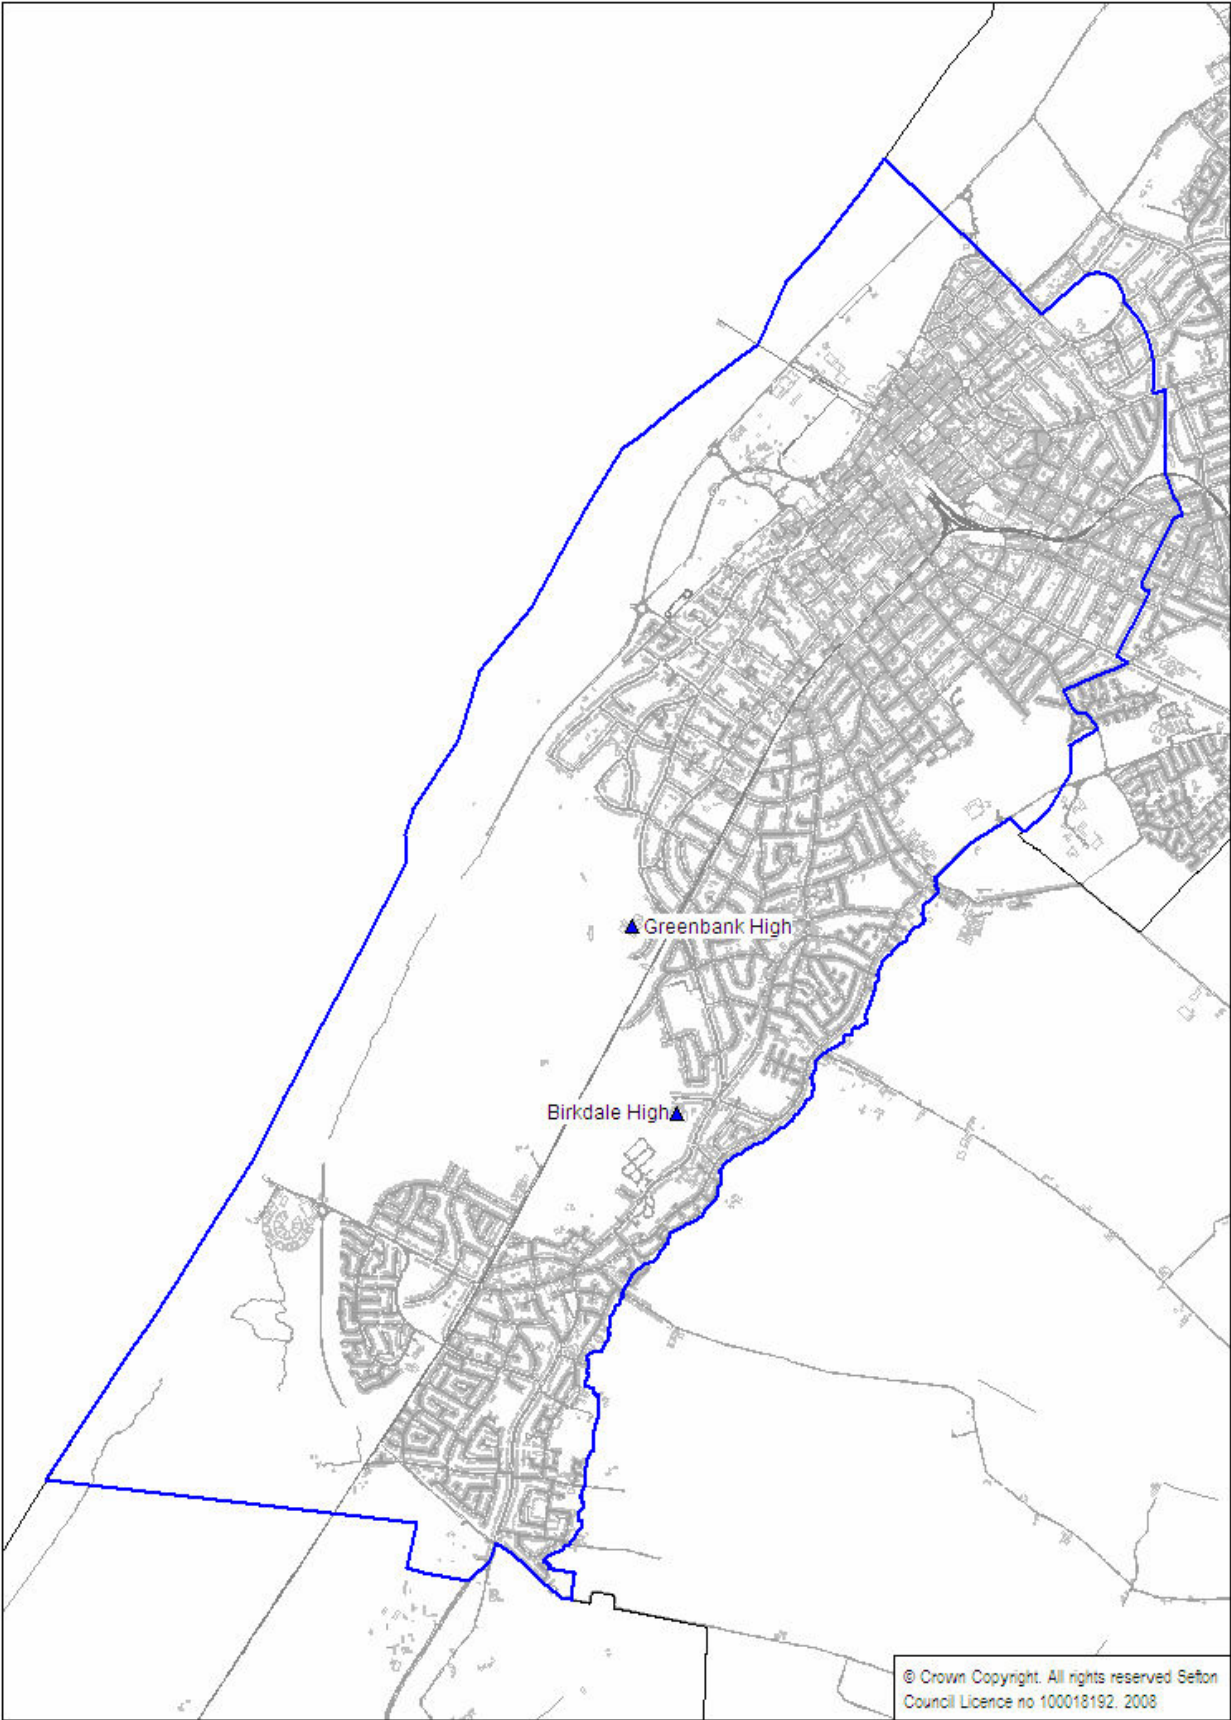 Greenbank High
Birkdale High
© Crown Copyright. All rights reserved Sefton
Council Licence no 100018192. 2008